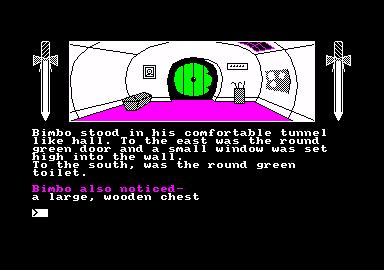 Bimbo stood in his comfortable tunnel
like hall. To the east was the round
green door and a small window was set
high into the wall.
To the south, was the round green
toilet.
Bimbo also noticed-
a large, wooden chest
>